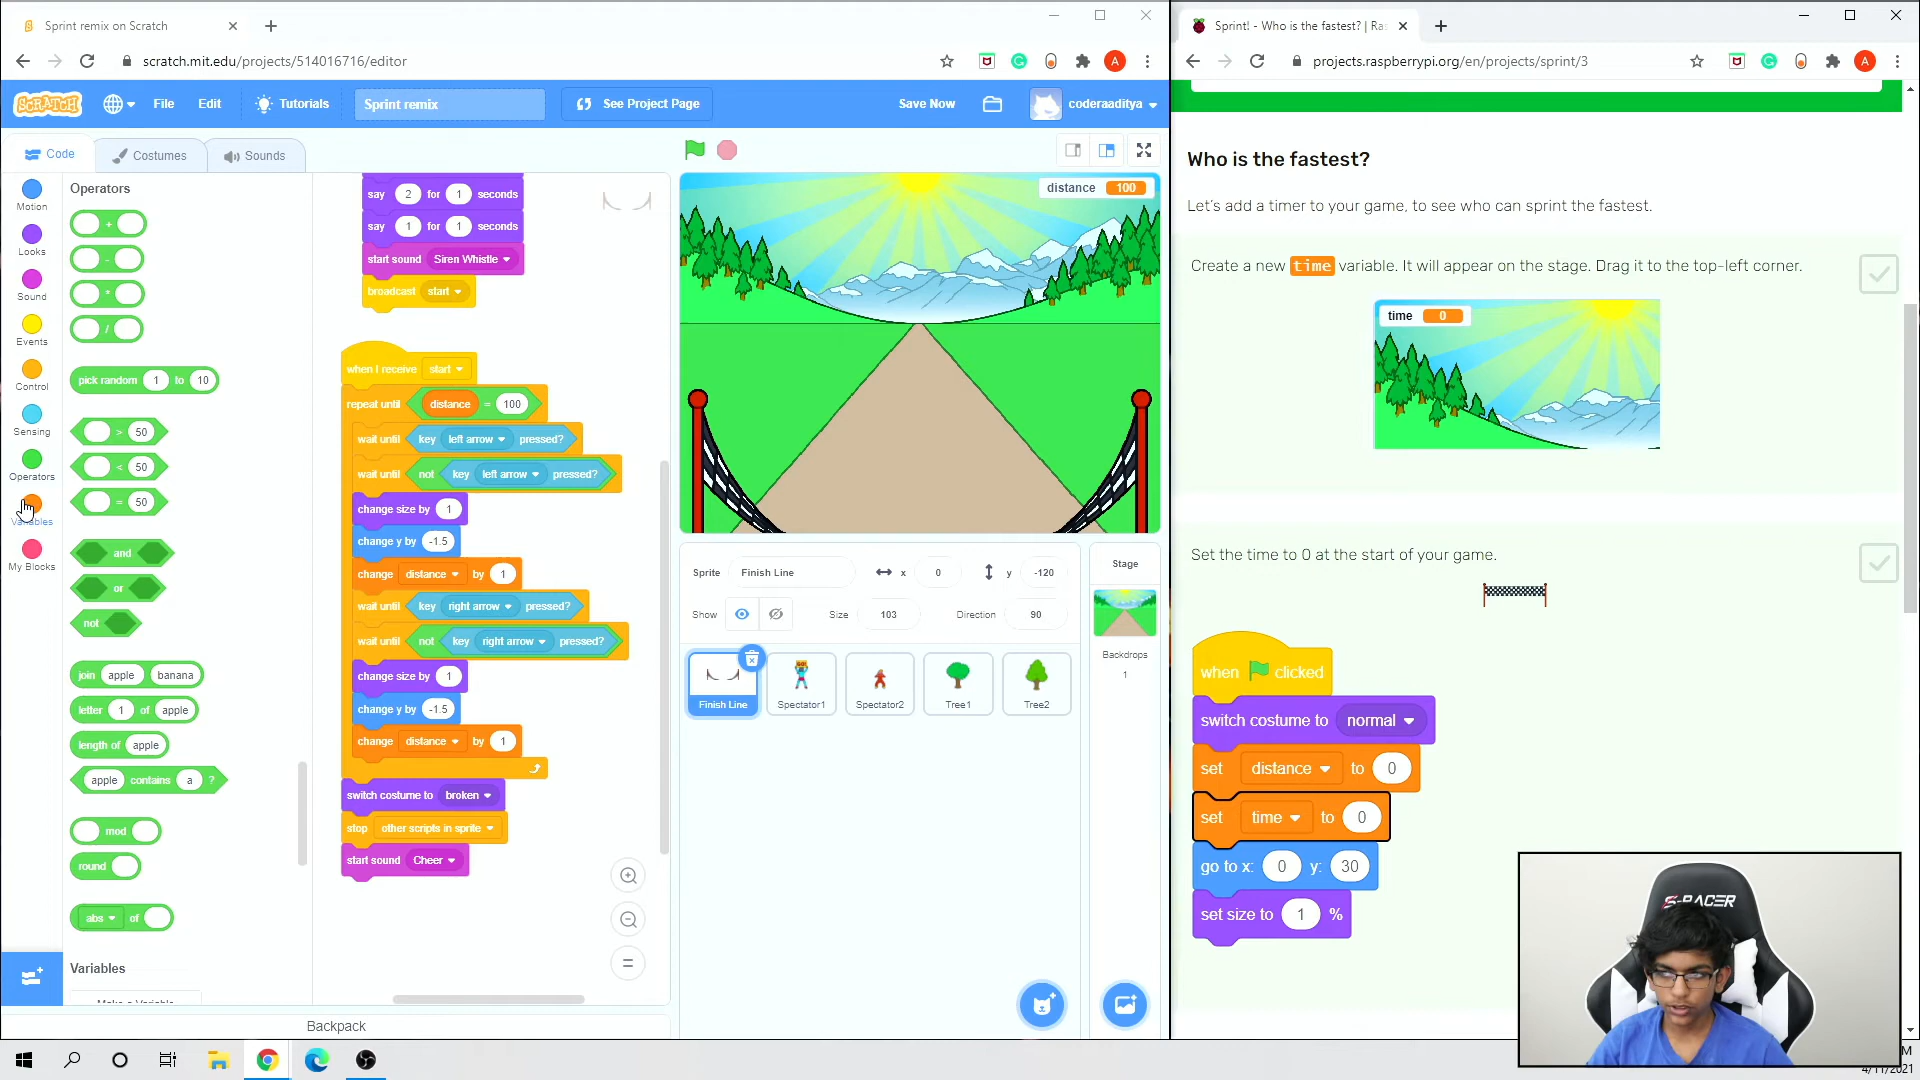 Sprint remix on Scratch
scratch.mit.edu/projects/514016716/editor
SCRATCH
File
Edit
Tutorials
Sprint remix
See Project Page
Save Now
coderaaditya
Code
Costumes
Sounds
Motion
Looks
Sound
Events
Control
Sensing
Operators
Variables
My Blocks
Operators
+
-
*
/
pick random 1 to 10
> 50
< 50
= 50
and
or
not
join apple banana
letter 1 of apple
length of apple
apple contains a ?
mod
round
abs of
Variables
Make a Variable
say 2 for 1 seconds
say 1 for 1 seconds
start sound Siren Whistle
broadcast start
when I receive start
repeat until distance = 100
wait until key left arrow pressed?
wait until not key left arrow pressed?
change size by 1
change y by -1.5
change distance by 1
wait until key right arrow pressed?
wait until not key right arrow pressed?
change size by 1
change y by -1.5
change distance by 1
switch costume to broken
stop other scripts in sprite
start sound Cheer
Backpack
distance 100
Sprite Finish Line x 0 y -120
Show Size 103 Direction 90
Finish Line
Spectator1
Spectator2
Tree1
Tree2
Stage
Backdrops
1
Sprint! - Who is the fastest? | Ra
projects.raspberrypi.org/en/projects/sprint/3
A
A
Who is the fastest?
Let's add a timer to your game, to see who can sprint the fastest.
Create a new time variable. It will appear on the stage. Drag it to the top-left corner.
time 0
Set the time to 0 at the start of your game.
when clicked
switch costume to normal
set distance to 0
set time to 0
go to x: 0 y: 30
set size to 1 %
S-RACER
M
4/11/2021